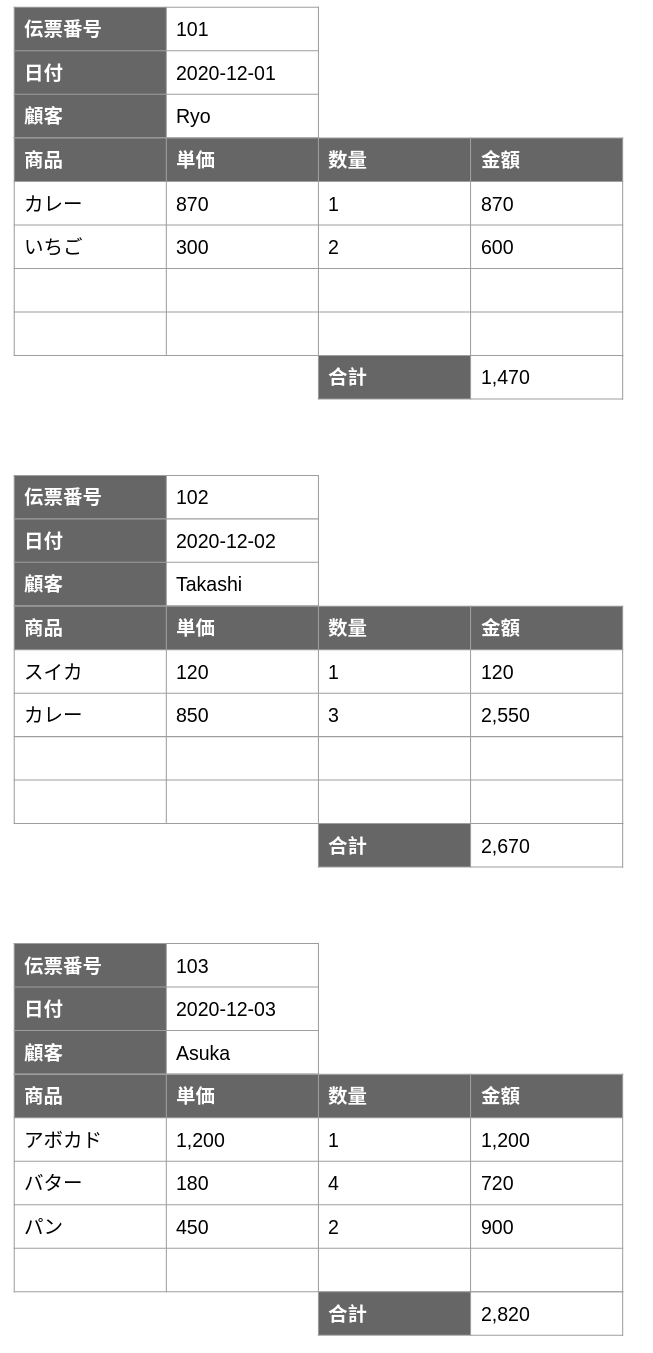 伝票番号 101
日付 2020-12-01
顧客 Ryo
商品 単価 数量 金額
カレー 870 1 870
いちご 300 2 600
合計 1,470
伝票番号 102
日付 2020-12-02
顧客 Takashi
商品 単価 数量 金額
スイカ 120 1 120
カレー 850 3 2,550
合計 2,670
伝票番号 103
日付 2020-12-03
顧客 Asuka
商品 単価 数量 金額
アボカド 1,200 1 1,200
バター 180 4 720
パン 450 2 900
合計 2,820